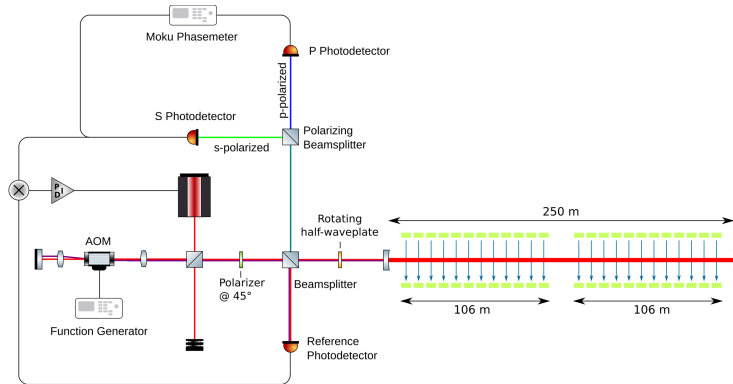 Moku Phasemeter
P Photodetector
p-polarized
S Photodetector
s-polarized
Polarizing
Beamsplitter
P
I
D
AOM
Rotating
half-waveplate
250 m
Polarizer
@ 45°
Beamsplitter
106 m
106 m
Function Generator
Reference
Photodetector